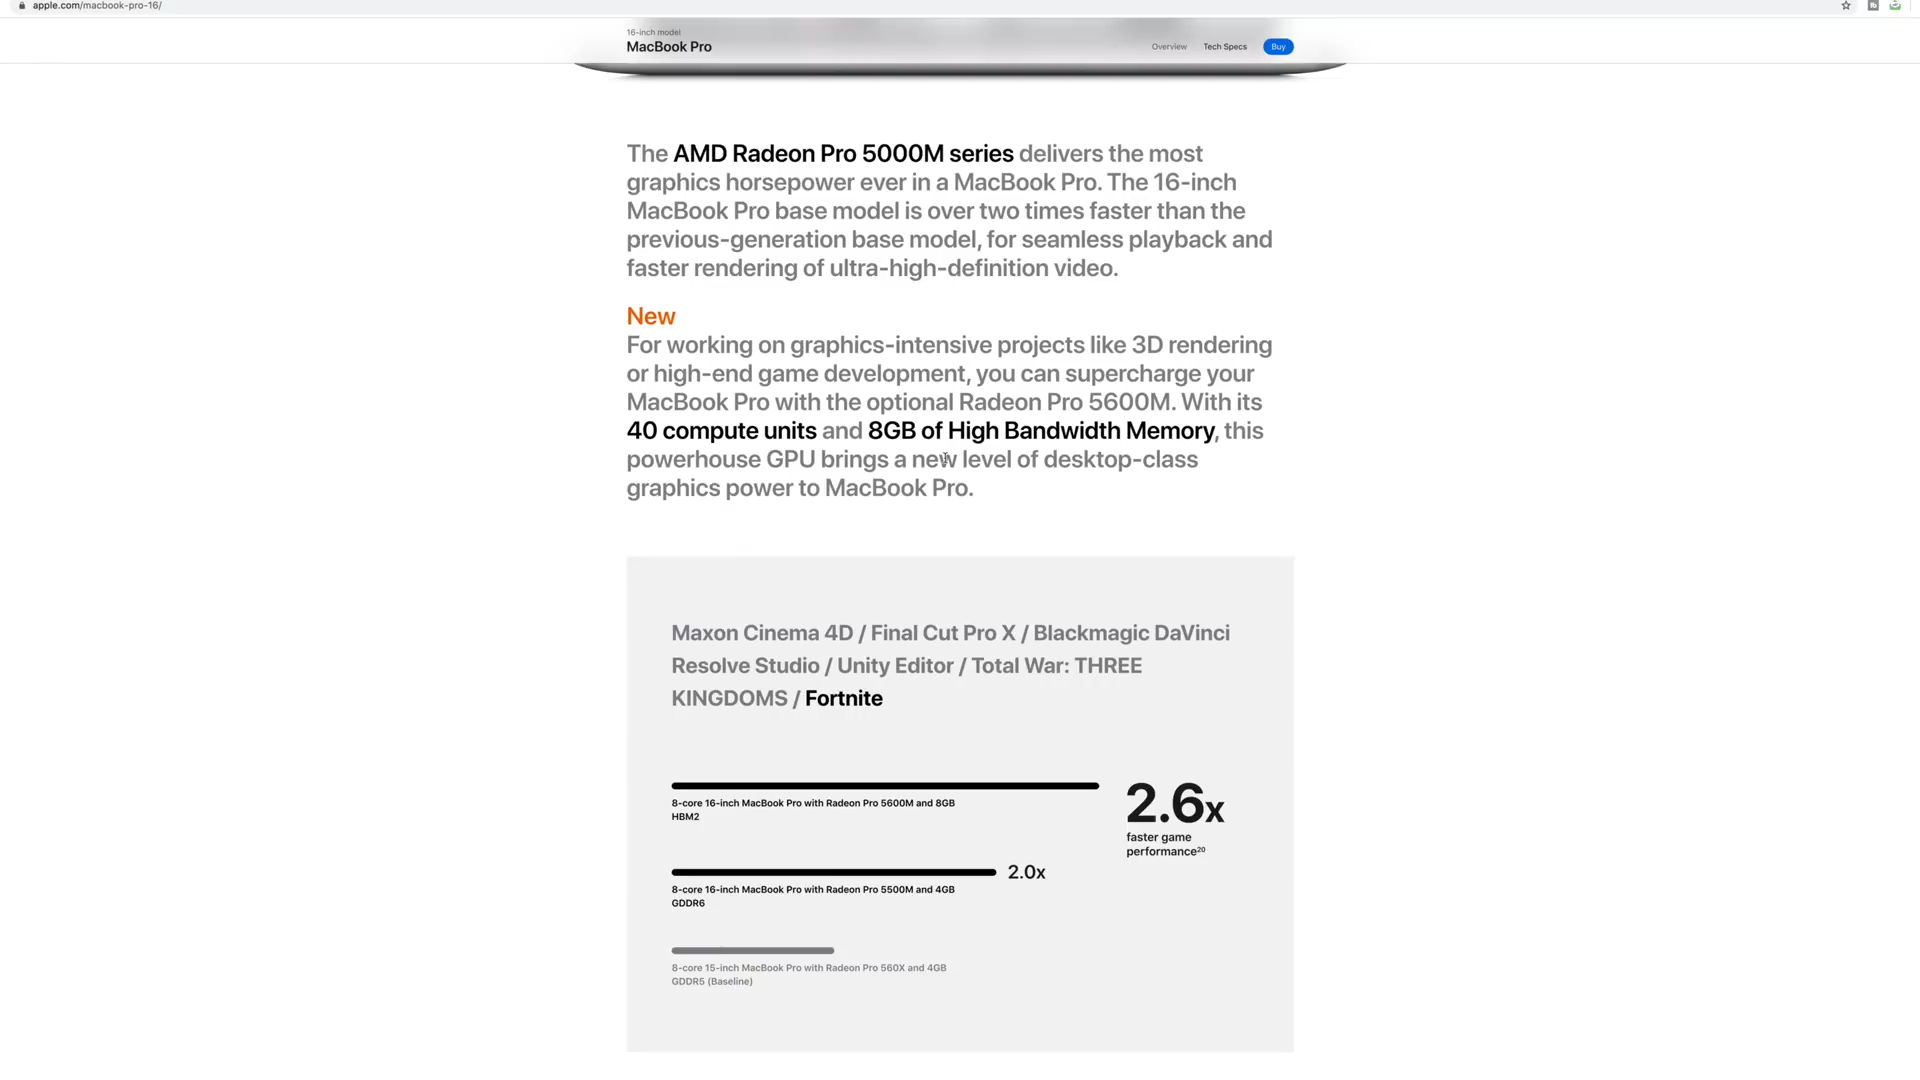 apple.com/macbook-pro-16/
16-inch model
MacBook Pro
Overview
Tech Specs
Buy
The AMD Radeon Pro 5000M series delivers the most
graphics horsepower ever in a MacBook Pro. The 16-inch
MacBook Pro base model is over two times faster than the
previous-generation base model, for seamless playback and
faster rendering of ultra-high-definition video.
New
For working on graphics-intensive projects like 3D rendering
or high-end game development, you can supercharge your
MacBook Pro with the optional Radeon Pro 5600M. With its
40 compute units and 8GB of High Bandwidth Memory, this
powerhouse GPU brings a new level of desktop-class
graphics power to MacBook Pro.
Maxon Cinema 4D / Final Cut Pro X / Blackmagic DaVinci
Resolve Studio / Unity Editor / Total War: THREE
KINGDOMS / Fortnite
8-core 16-inch MacBook Pro with Radeon Pro 5600M and 8GB
HBM2
2.6x
faster game
performance20
2.0x
8-core 16-inch MacBook Pro with Radeon Pro 5500M and 4GB
GDDR6
8-core 15-inch MacBook Pro with Radeon Pro 560X and 4GB
GDDR5 (Baseline)